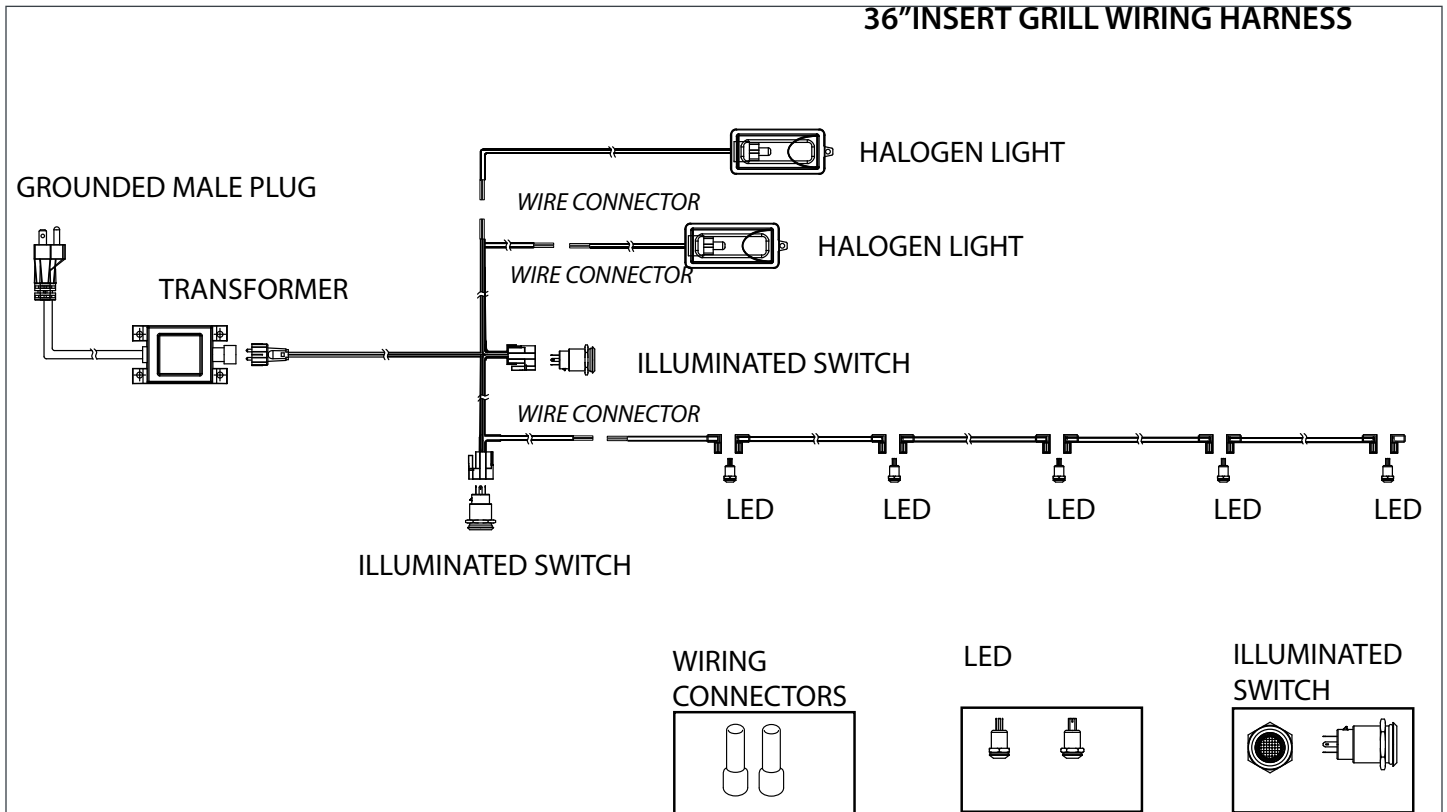 36”INSERT GRILL WIRING HARNESS
HALOGEN LIGHT
GROUNDED MALE PLUG
WIRE CONNECTOR
HALOGEN LIGHT
WIRE CONNECTOR
TRANSFORMER
ILLUMINATED SWITCH
WIRE CONNECTOR
LED
LED
LED
LED
LED
ILLUMINATED SWITCH
WIRING
CONNECTORS
LED
ILLUMINATED
SWITCH